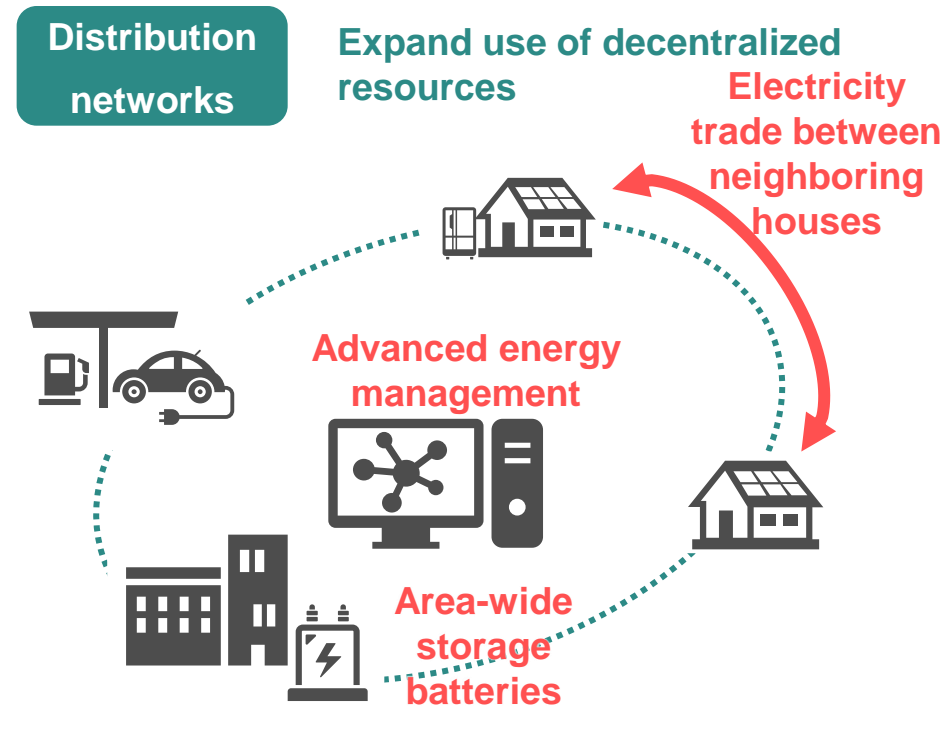 Distribution
networks
Expand use of decentralized
resources
Electricity
trade between
neighboring
houses
Advanced energy
management
Area-wide
storage
batteries